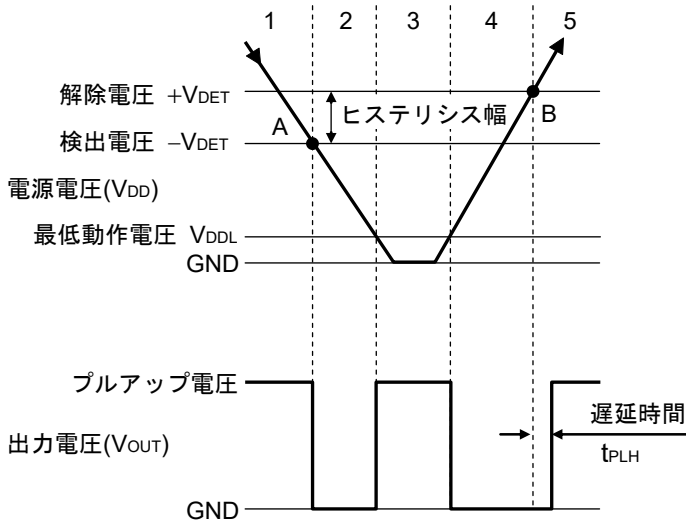 1 2 3 4 5
解除電圧 +VDET
ヒステリシス幅
A
B
検出電圧 −VDET
電源電圧(VDD)
最低動作電圧 VDDL
GND
プルアップ電圧
遅延時間
出力電圧(VOUT)
tPLH
GND